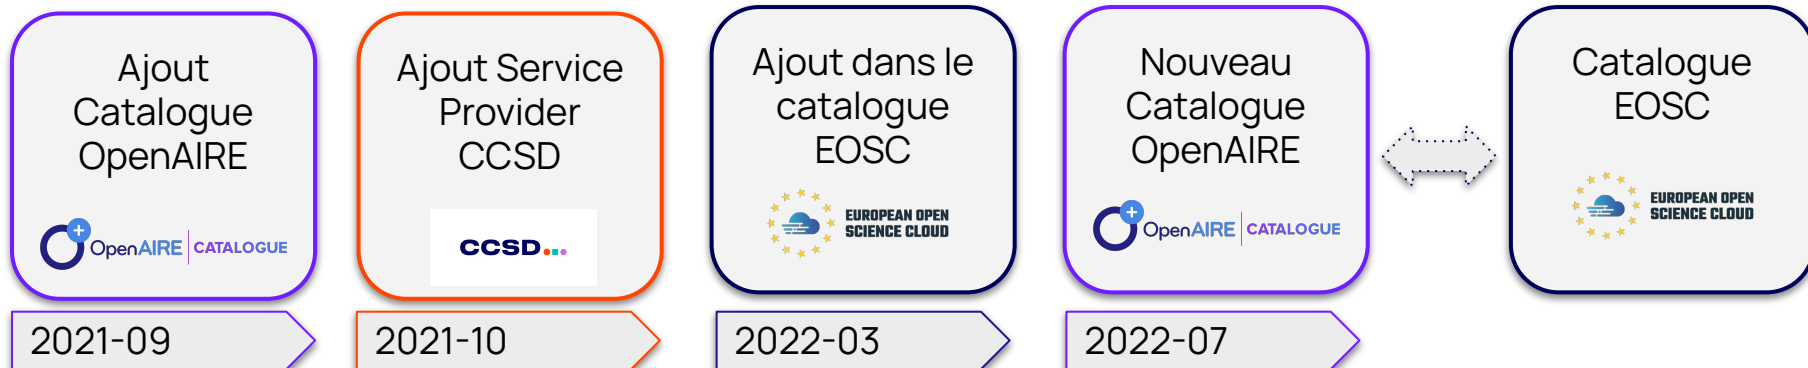 Ajout
Catalogue
OpenAIRE
OpenAIRE CATALOGUE
2021-09
Ajout Service
Provider
CCSD
CCSD
2021-10
Ajout dans le
catalogue
EOSC
EUROPEAN OPEN
SCIENCE CLOUD
2022-03
Nouveau
Catalogue
OpenAIRE
OpenAIRE CATALOGUE
2022-07
Catalogue
EOSC
EUROPEAN OPEN
SCIENCE CLOUD